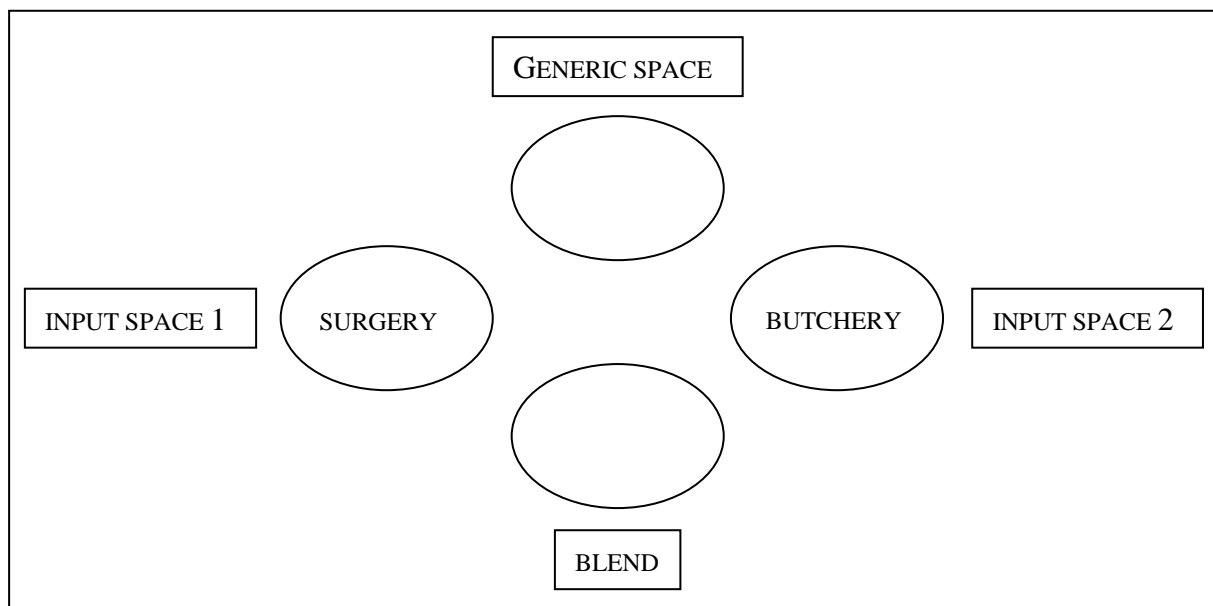 GENERIC SPACE
INPUT SPACE 1
SURGERY
BUTCHERY
INPUT SPACE 2
BLEND